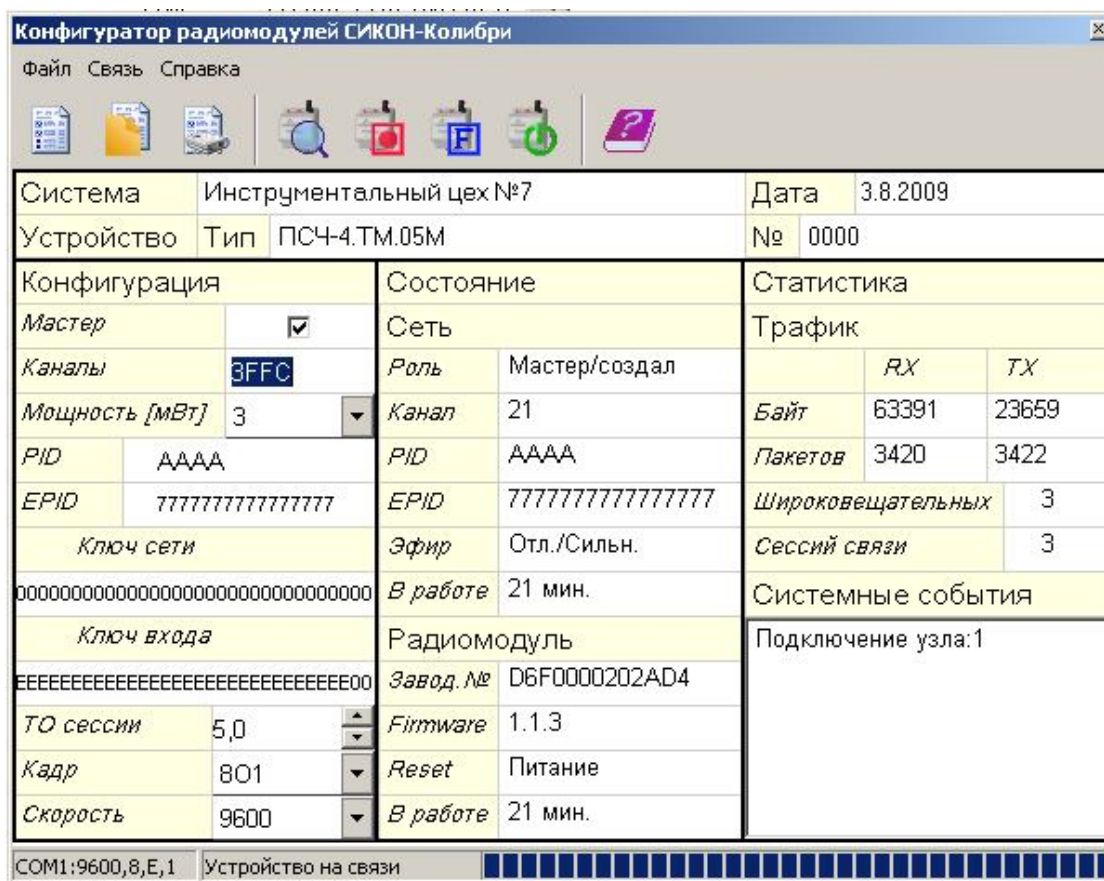 Конфигуратор радиомодулей СИКОН-Колибри
Файл Связь Справка
Система Инструментальный цех №7 Дата 3.8.2009
Устройство Тип ПСЧ-4.ТМ.05М № 0000
Конфигурация Состояние Статистика
Мастер Сеть Трафик
Каналы 3FFC Роль Мастер/создал RX TX
Мощность [мВт] 3 Канал 21 Байт 63391 23659
PID AAAA PID AAAA Пакетов 3420 3422
EPID 7777777777777777 EPID 7777777777777777 Широковещательных 3
Ключ сети Эфир Отл./Сильн. Сессий связи 3
00000000000000000000000000000000 В работе 21 мин. Системные события
Ключ входа Радиомодуль Подключение узла:1
EEEEEEEEEEEEEEEEEEEEEEEEEEEEEE00 Завод.№ D6F0000202AD4
ТО сессии 5,0 Firmware 1.1.3
Кадр 8O1 Reset Питание
Скорость 9600 В работе 21 мин.
COM1:9600,8,E,1 Устройство на связи